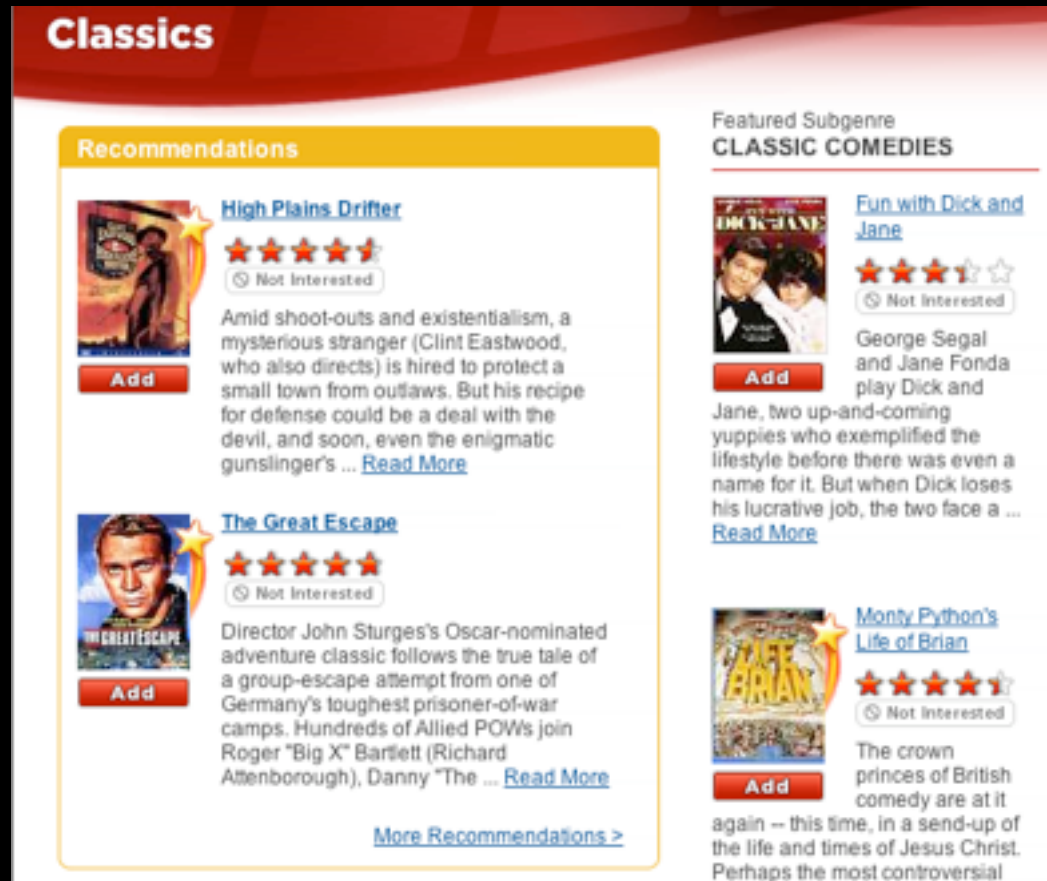 Classics
Recommendations
High Plains Drifter
Not Interested
Amid shoot-outs and existentialism, a
mysterious stranger (Clint Eastwood,
who also directs) is hired to protect a
small town from outlaws. But his recipe
for defense could be a deal with the
devil, and soon, even the enigmatic
gunslinger's ... Read More
Add
The Great Escape
Not Interested
THE GREAT ESCAPE
Director John Sturges's Oscar-nominated
adventure classic follows the true tale of
a group-escape attempt from one of
Germany's toughest prisoner-of-war
camps. Hundreds of Allied POWs join
Roger "Big X" Bartlett (Richard
Attenborough), Danny "The ... Read More
Add
More Recommendations >
Featured Subgenre
CLASSIC COMEDIES
Fun with Dick and
Jane
DICK and JANE
Not Interested
Add
George Segal
and Jane Fonda
play Dick and
Jane, two up-and-coming
yuppies who exemplified the
lifestyle before there was even a
name for it. But when Dick loses
his lucrative job, the two face a ...
Read More
Monty Python's
Life of Brian
LIFE
BRIAN
Not Interested
Add
The crown
princes of British
comedy are at it
again -- this time, in a send-up of
the life and times of Jesus Christ.
Perhaps the most controversial